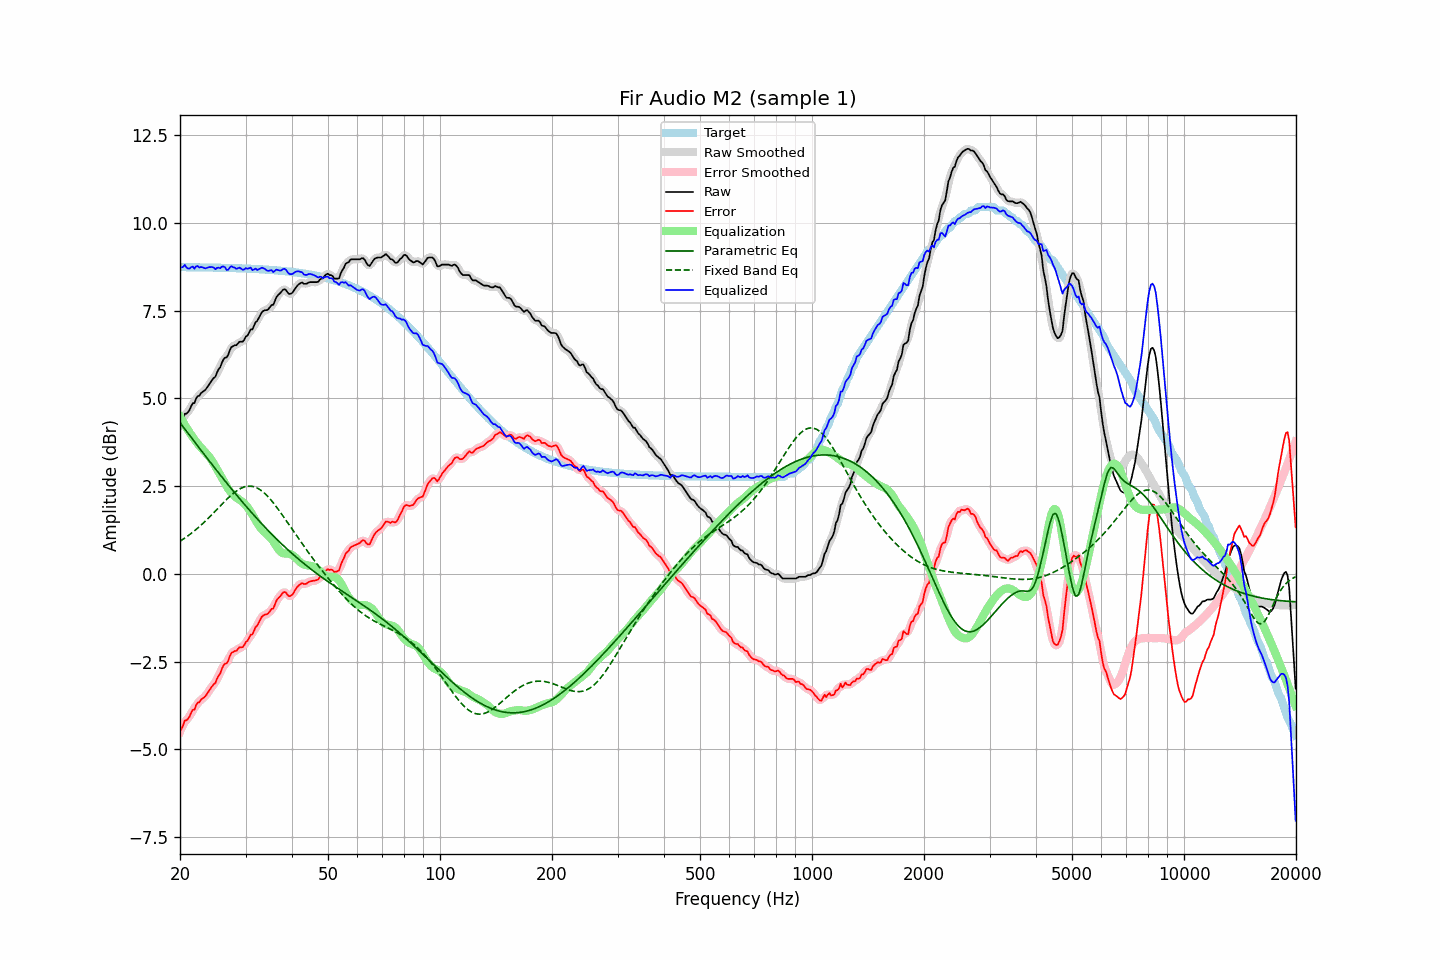 Fir Audio M2 (sample 1)
Target
Raw Smoothed
Error Smoothed
Raw
Error
Equalization
Parametric Eq
Fixed Band Eq
Equalized
12.5
10.0
7.5
5.0
2.5
0.0
−2.5
−5.0
−7.5
Amplitude (dBr)
20 50 100 200 500 1000 2000 5000 10000 20000
Frequency (Hz)